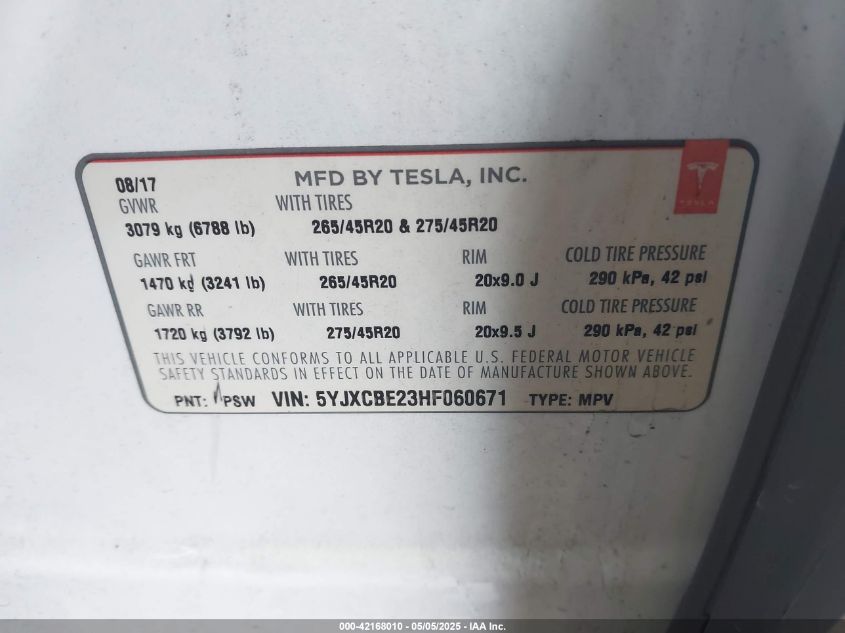 08/17 MFD BY TESLA, INC.
TESLA
GVWR WITH TIRES
3079 kg (6788 lb) 265/45R20 & 275/45R20
GAWR FRT WITH TIRES RIM COLD TIRE PRESSURE
1470 kg (3241 lb) 265/45R20 20x9.0 J 290 kPa, 42 psi
GAWR RR WITH TIRES RIM COLD TIRE PRESSURE
1720 kg (3792 lb) 275/45R20 20x9.5 J 290 kPa, 42 psi
THIS VEHICLE CONFORMS TO ALL APPLICABLE U.S. FEDERAL MOTOR VEHICLE
SAFETY STANDARDS IN EFFECT ON THE DATE OF MANUFACTURE SHOWN ABOVE.
PNT: PSW VIN: 5YJXCBE23HF060671 TYPE: MPV
000-42168010 - 05/05/2025 - IAA Inc.